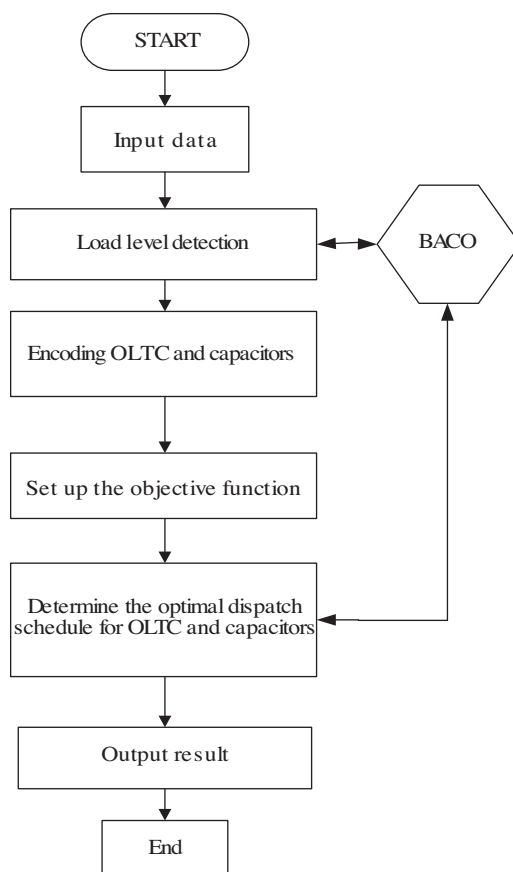 START
Input data
Load level detection
BACO
Encoding OLTC and capacitors
Set up the objective function
Determine the optimal dispatch
schedule for OLTC and capacitors
Output result
End